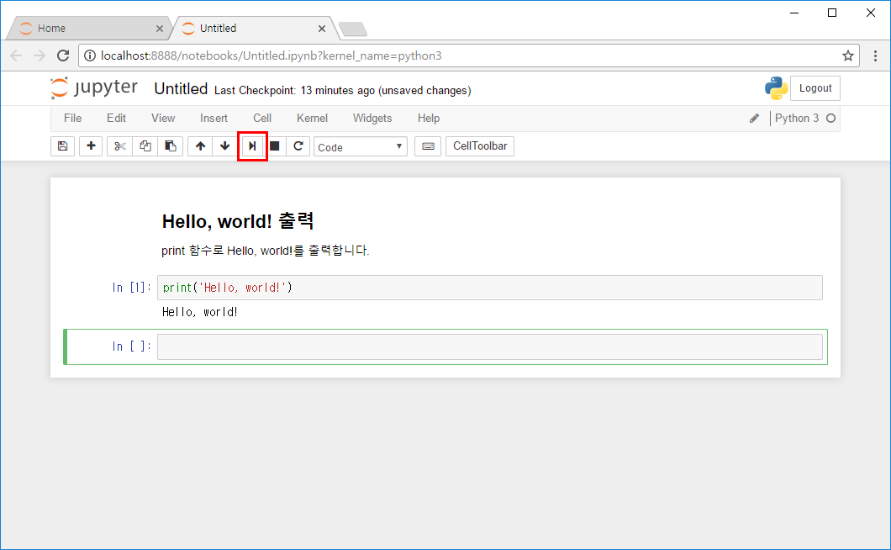 Home
Untitled
localhost:8888/notebooks/Untitled.ipynb?kernel_name=python3
jupyter Untitled Last Checkpoint: 13 minutes ago (unsaved changes) Logout
File Edit View Insert Cell Kernel Widgets Help Python 3
Code CellToolbar
Hello, world! 출력
print 함수로 Hello, world!를 출력합니다.
In [1]: print('Hello, world!')
Hello, world!
In [ ]: